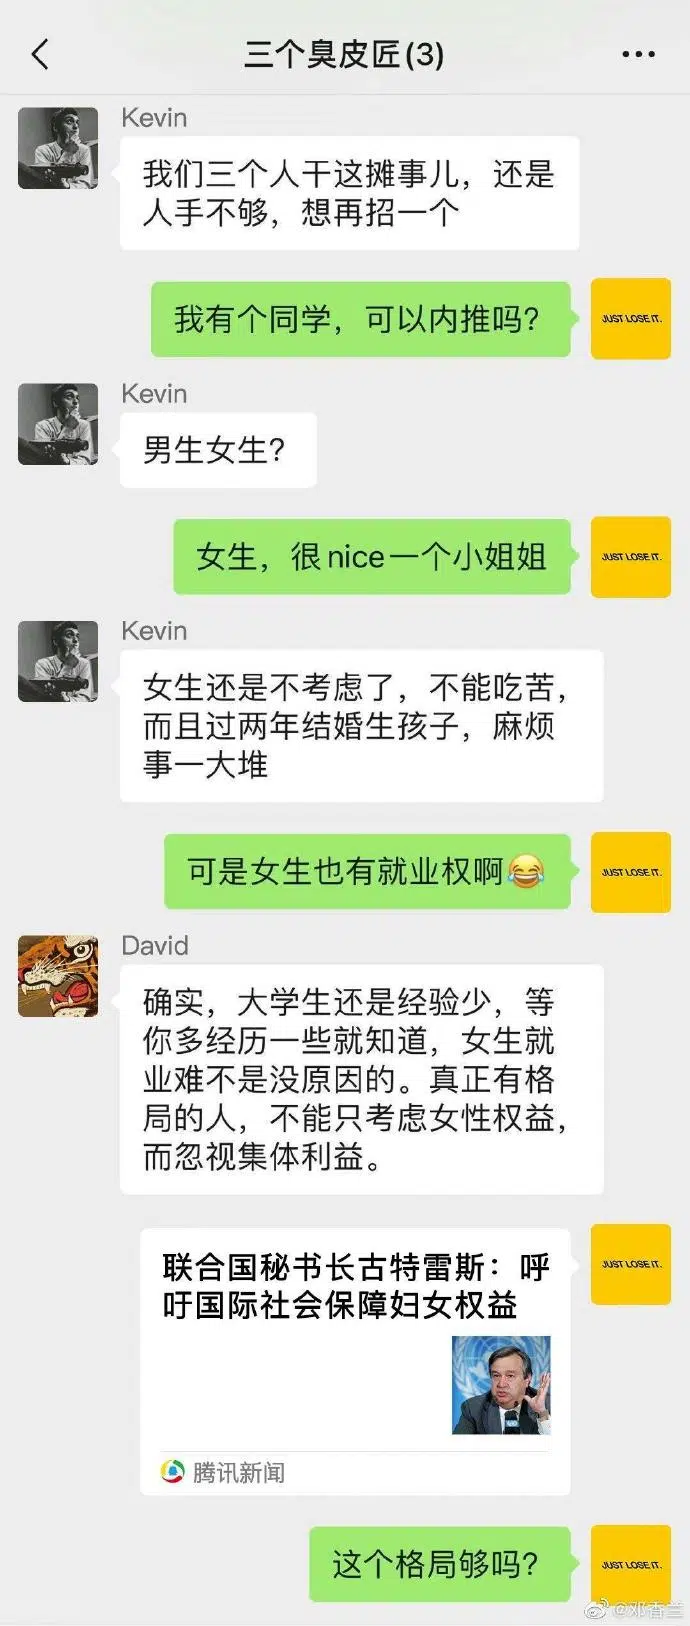 三个臭皮匠(3)
Kevin
我们三个人干这摊事儿，还是
人手不够，想再招一个
我有个同学，可以内推吗？
JUST LOSE IT.
Kevin
男生女生？
女生，很nice一个小姐姐
JUST LOSE IT.
Kevin
女生还是不考虑了，不能吃苦，
而且过两年结婚生孩子，麻烦
事一大堆
可是女生也有就业权啊😂
JUST LOSE IT.
David
确实，大学生还是经验少，等
你多经历一些就知道，女生就
业难不是没原因的。真正有格
局的人，不能只考虑女性权益，
而忽视集体利益。
联合国秘书长古特雷斯：呼
吁国际社会保障妇女权益
JUST LOSE IT.
腾讯新闻
这个格局够吗？
JUST LOSE IT.
@邓香兰